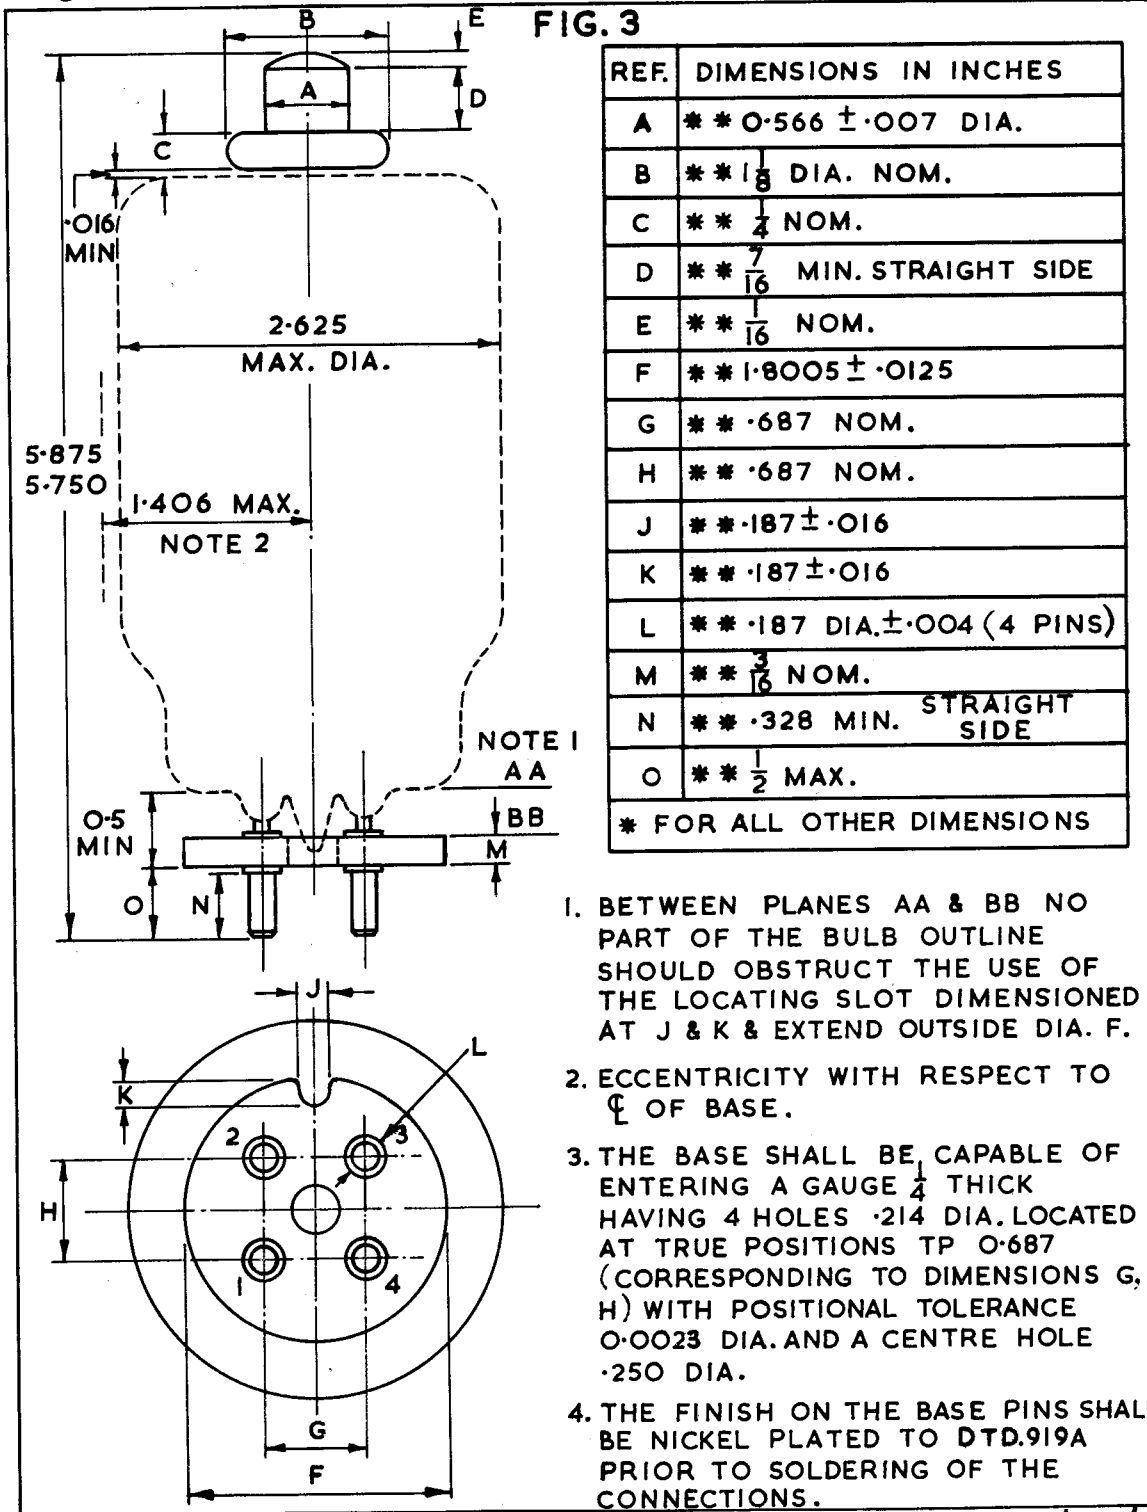 FIG. 3
B
E
A
D
C
·016
MIN
2·625
MAX. DIA.
5·875
5·750
1·406 MAX.
NOTE 2
NOTE 1
AA
0·5
MIN
BB
M
O
N
J
L
K
2
3
H
1
4
G
F
REF. DIMENSIONS IN INCHES
A ** 0·566 ± ·007 DIA.
B ** 1 1/8 DIA. NOM.
C ** 1/4 NOM.
D ** 7/16 MIN. STRAIGHT SIDE
E ** 1/16 NOM.
F ** 1·8005 ± ·0125
G ** ·687 NOM.
H ** ·687 NOM.
J ** ·187 ± ·016
K ** ·187 ± ·016
L ** ·187 DIA. ± ·004 (4 PINS)
M ** 3/16 NOM.
N ** ·328 MIN. STRAIGHT SIDE
O ** 1/2 MAX.
* FOR ALL OTHER DIMENSIONS
1. BETWEEN PLANES AA & BB NO
PART OF THE BULB OUTLINE
SHOULD OBSTRUCT THE USE OF
THE LOCATING SLOT DIMENSIONED
AT J & K & EXTEND OUTSIDE DIA. F.
2. ECCENTRICITY WITH RESPECT TO
℄ OF BASE.
3. THE BASE SHALL BE CAPABLE OF
ENTERING A GAUGE 1/4 THICK
HAVING 4 HOLES ·214 DIA. LOCATED
AT TRUE POSITIONS TP 0·687
(CORRESPONDING TO DIMENSIONS G,
H) WITH POSITIONAL TOLERANCE
0·0023 DIA. AND A CENTRE HOLE
·250 DIA.
4. THE FINISH ON THE BASE PINS SHAL
BE NICKEL PLATED TO DTD.919A
PRIOR TO SOLDERING OF THE
CONNECTIONS.